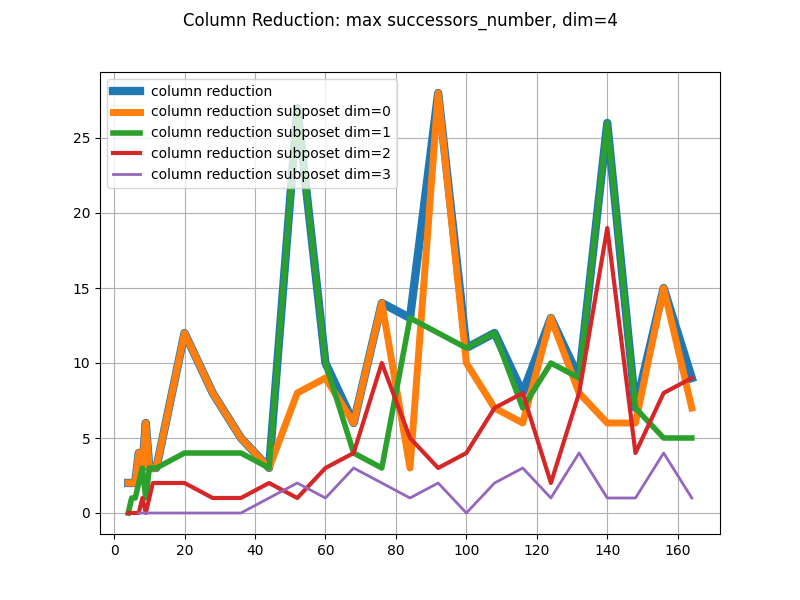 Column Reduction: max successors_number, dim=4
column reduction
column reduction subposet dim=0
column reduction subposet dim=1
column reduction subposet dim=2
column reduction subposet dim=3
25
20
15
10
5
0
0 20 40 60 80 100 120 140 160